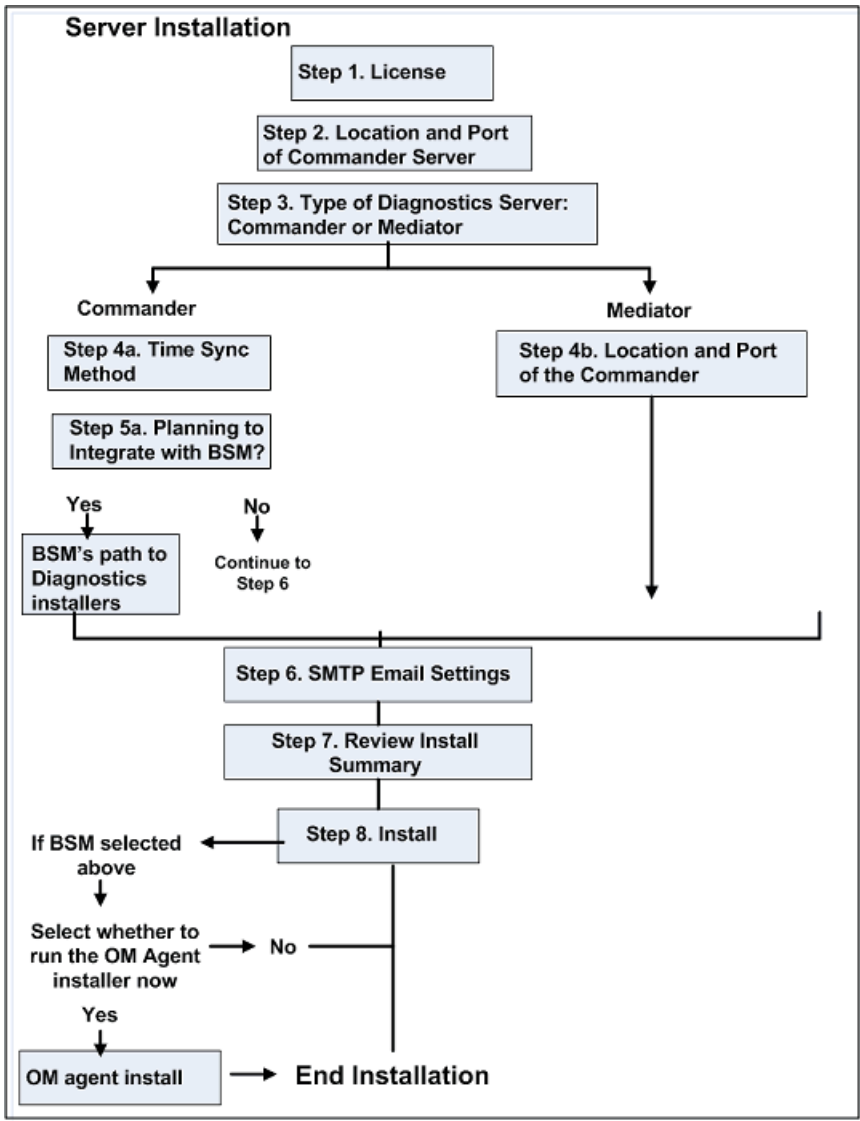 Server Installation
Step 1. License
Step 2. Location and Port
of Commander Server
Step 3. Type of Diagnostics Server:
Commander or Mediator
Commander
Mediator
Step 4a. Time Sync
Method
Step 4b. Location and Port
of the Commander
Step 5a. Planning to
Integrate with BSM?
Yes
No
BSM's path to
Diagnostics
installers
Continue to
Step 6
Step 6. SMTP Email Settings
Step 7. Review Install
Summary
Step 8. Install
If BSM selected
above
Select whether to
run the OM Agent
installer now
No
Yes
OM agent install
End Installation